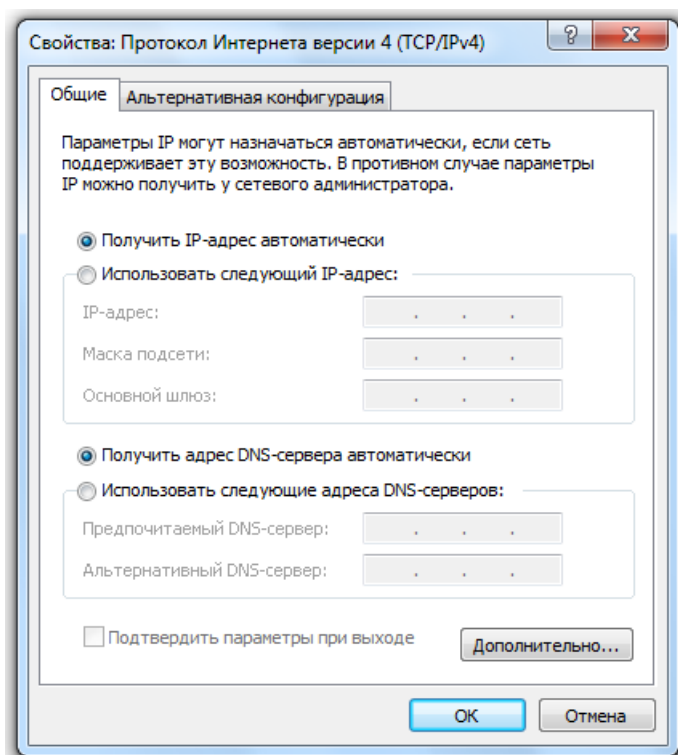 Свойства: Протокол Интернета версии 4 (TCP/IPv4)
?
X
Общие
Альтернативная конфигурация
Параметры IP могут назначаться автоматически, если сеть
поддерживает эту возможность. В противном случае параметры
IP можно получить у сетевого администратора.
Получить IP-адрес автоматически
Использовать следующий IP-адрес:
IP-адрес:
. . .
Маска подсети:
. . .
Основной шлюз:
. . .
Получить адрес DNS-сервера автоматически
Использовать следующие адреса DNS-серверов:
Предпочитаемый DNS-сервер:
. . .
Альтернативный DNS-сервер:
. . .
Подтвердить параметры при выходе
Дополнительно...
ОК
Отмена